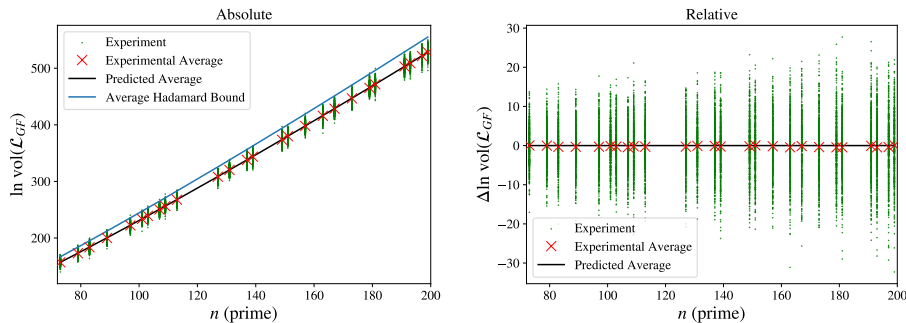 Absolute
ln vol(ℒ_GF)
500
400
300
200
Experiment
Experimental Average
Predicted Average
Average Hadamard Bound
80 100 120 140 160 180 200
n (prime)
Relative
Δ ln vol(ℒ_GF)
30
20
10
0
−10
−20
−30
Experiment
Experimental Average
Predicted Average
80 100 120 140 160 180 200
n (prime)